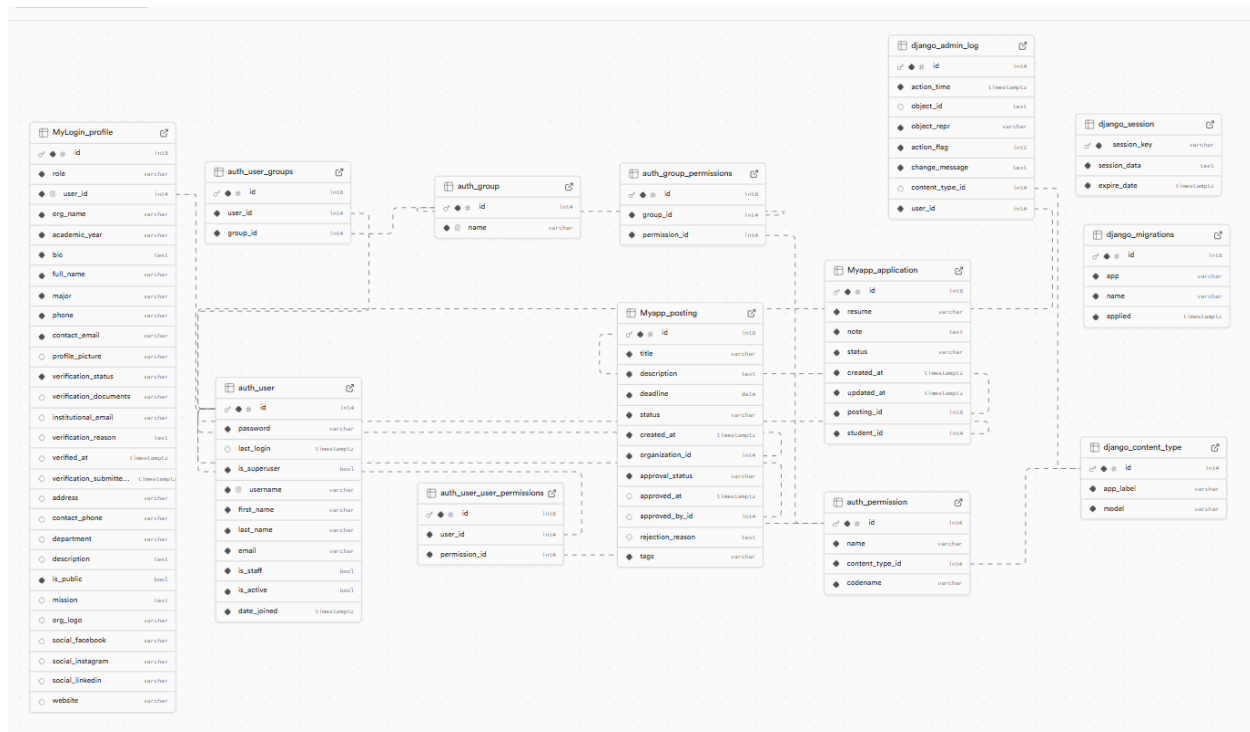 MyLogin_profile
id int8
role varchar
user_id int4
org_name varchar
academic_year varchar
bio text
full_name varchar
major varchar
phone varchar
contact_email varchar
profile_picture varchar
verification_status varchar
verification_documents varchar
institutional_email varchar
verification_reason text
verified_at timestamptz
verification_submitte... timestamptz
address varchar
contact_phone varchar
department varchar
description text
is_public bool
mission text
org_logo varchar
social_facebook varchar
social_instagram varchar
social_linkedin varchar
website varchar
auth_user_groups
id int8
user_id int4
group_id int4
auth_user
id int4
password varchar
last_login timestamptz
is_superuser bool
username varchar
first_name varchar
last_name varchar
email varchar
is_staff bool
is_active bool
date_joined timestamptz
auth_group
id int4
name varchar
auth_user_user_permissions
id int8
user_id int4
permission_id int4
auth_group_permissions
id int8
group_id int4
permission_id int4
Myapp_posting
id int8
title varchar
description text
deadline date
status varchar
created_at timestamptz
organization_id int4
approval_status varchar
approved_at timestamptz
approved_by_id int4
rejection_reason text
tags varchar
django_admin_log
id int4
action_time timestamptz
object_id text
object_repr varchar
action_flag int2
change_message text
content_type_id int4
user_id int4
Myapp_application
id int8
resume varchar
note text
status varchar
created_at timestamptz
updated_at timestamptz
posting_id int8
student_id int4
auth_permission
id int4
name varchar
content_type_id int4
codename varchar
django_session
session_key varchar
session_data text
expire_date timestamptz
django_migrations
id int8
app varchar
name varchar
applied timestamptz
django_content_type
id int4
app_label varchar
model varchar